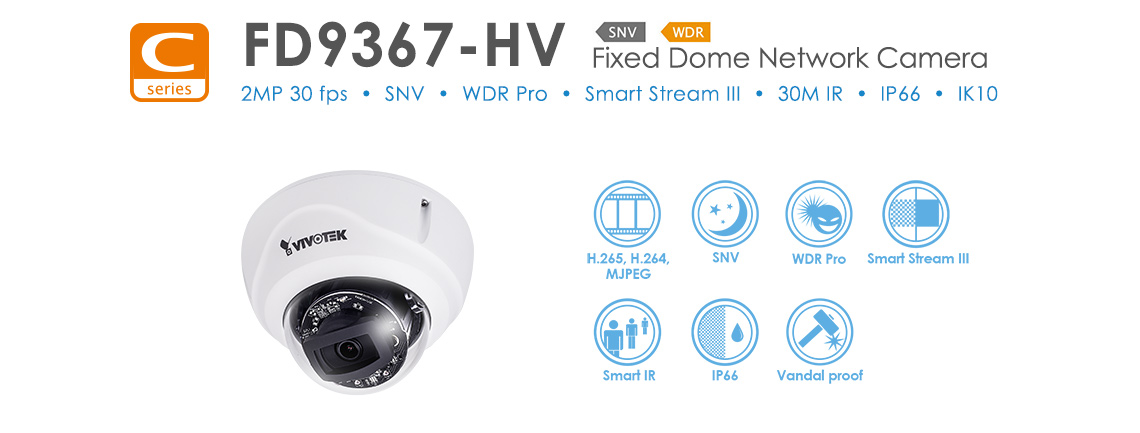 C
series
FD9367-HV
SNV
WDR
Fixed Dome Network Camera
2MP 30 fps • SNV • WDR Pro • Smart Stream III • 30M IR • IP66 • IK10
VIVOTEK
H.265, H.264,
MJPEG
SNV
WDR Pro
Smart Stream III
Smart IR
IP66
Vandal proof